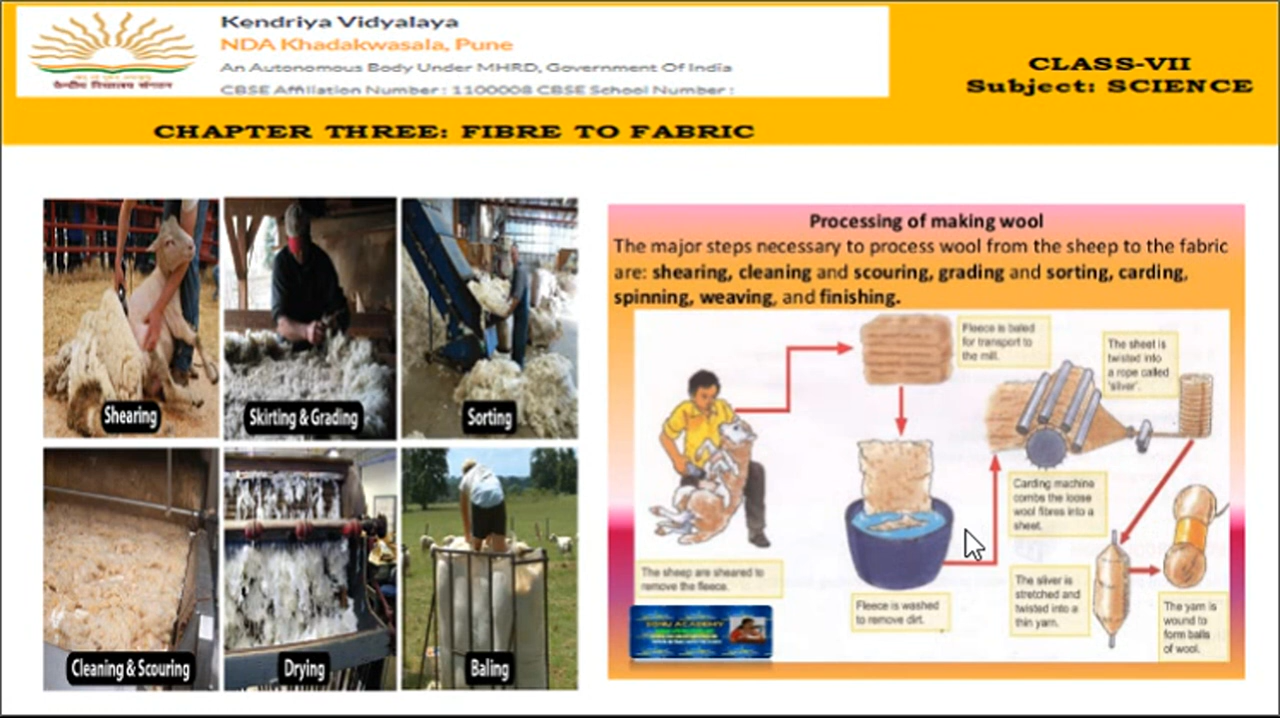 Kendriya Vidyalaya
NDA Khadakwasala, Pune
An Autonomous Body Under MHRD, Government Of India
CBSE Affiliation Number : 1100008 CBSE School Number :
केन्द्रीय विद्यालय संगठन
CLASS-VII
Subject: SCIENCE
CHAPTER THREE: FIBRE TO FABRIC
Shearing
Skirting & Grading
Sorting
Cleaning & Scouring
Drying
Baling
Processing of making wool
The major steps necessary to process wool from the sheep to the fabric
are: shearing, cleaning and scouring, grading and sorting, carding,
spinning, weaving, and finishing.
Fleece is baled
for transport to
the mill.
The sheet is
twisted into
a rope called
'sliver'.
Carding machine
combs the loose
wool fibres into a
sheet.
The sheep are sheared to
remove the fleece.
Fleece is washed
to remove dirt.
The sliver is
stretched and
twisted into a
thin yarn.
The yarn is
wound to
form balls
of wool.
ACADEMY